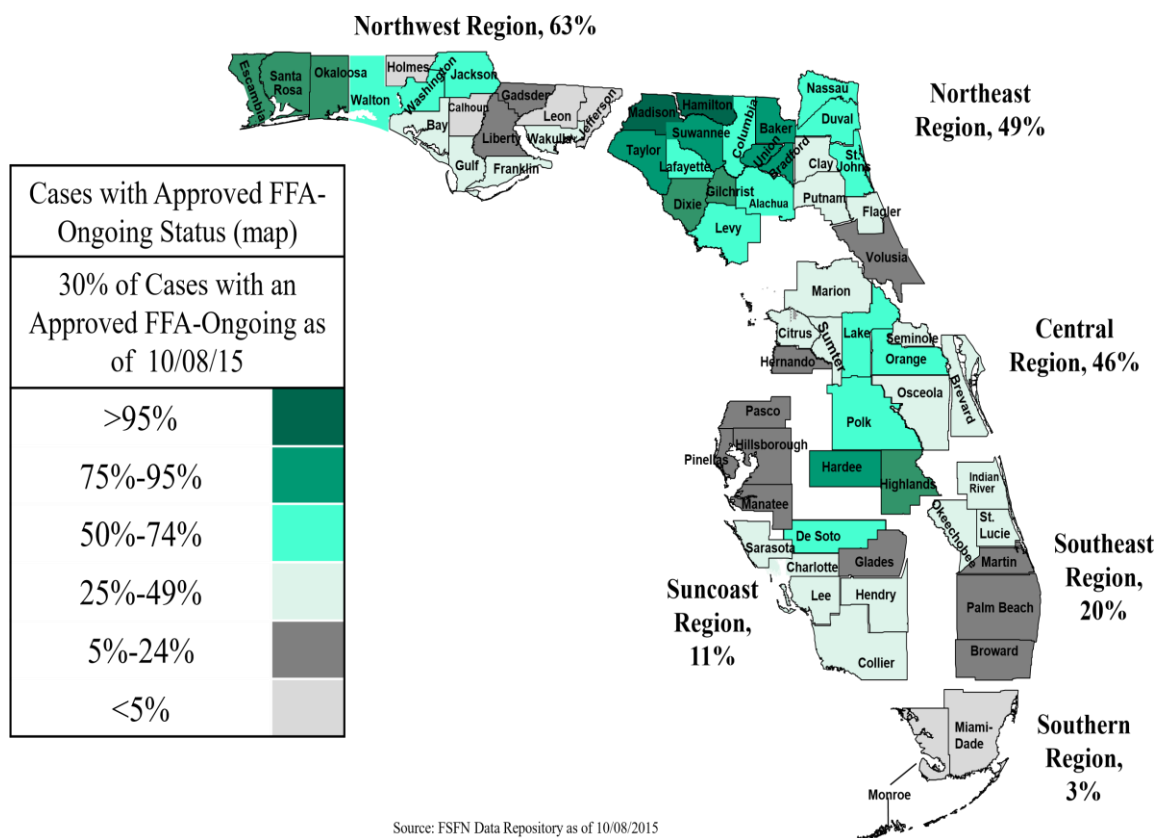 Northwest Region, 63%
Escambia
Santa
Rosa
Okaloosa
Walton
Holmes
Washington
Jackson
Bay
Calhoun
Gulf
Gadsden
Liberty
Franklin
Leon
Wakulla
Jefferson
Madison
Hamilton
Taylor
Suwannee
Lafayette
Columbia
Baker
Union
Bradford
Dixie
Gilchrist
Alachua
Levy
Nassau
Duval
Clay
St.
Johns
Putnam
Flagler
Volusia
Northeast
Region, 49%
Cases with Approved FFA-
Ongoing Status (map)
30% of Cases with an
Approved FFA-Ongoing as
of 10/08/15
>95%
75%-95%
50%-74%
25%-49%
5%-24%
<5%
Marion
Citrus
Sumter
Hernando
Lake
Seminole
Orange
Osceola
Brevard
Polk
Hardee
Highlands
Central
Region, 46%
Pasco
Hillsborough
Pinellas
Manatee
Sarasota
De Soto
Charlotte
Glades
Lee
Hendry
Collier
Suncoast
Region,
11%
Indian
River
Okeechobee
St.
Lucie
Martin
Palm Beach
Broward
Southeast
Region,
20%
Miami-
Dade
Monroe
Southern
Region,
3%
Source: FSFN Data Repository as of 10/08/2015